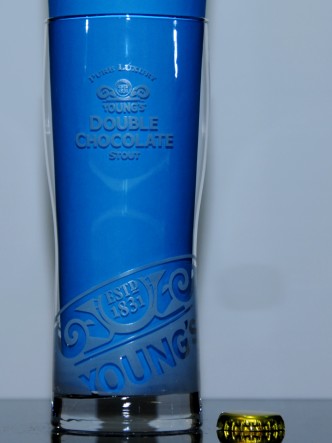 PURE LUXURY
YOUNG'S
DOUBLE
CHOCOLATE
STOUT
ESTD
1831
YOUNG'S